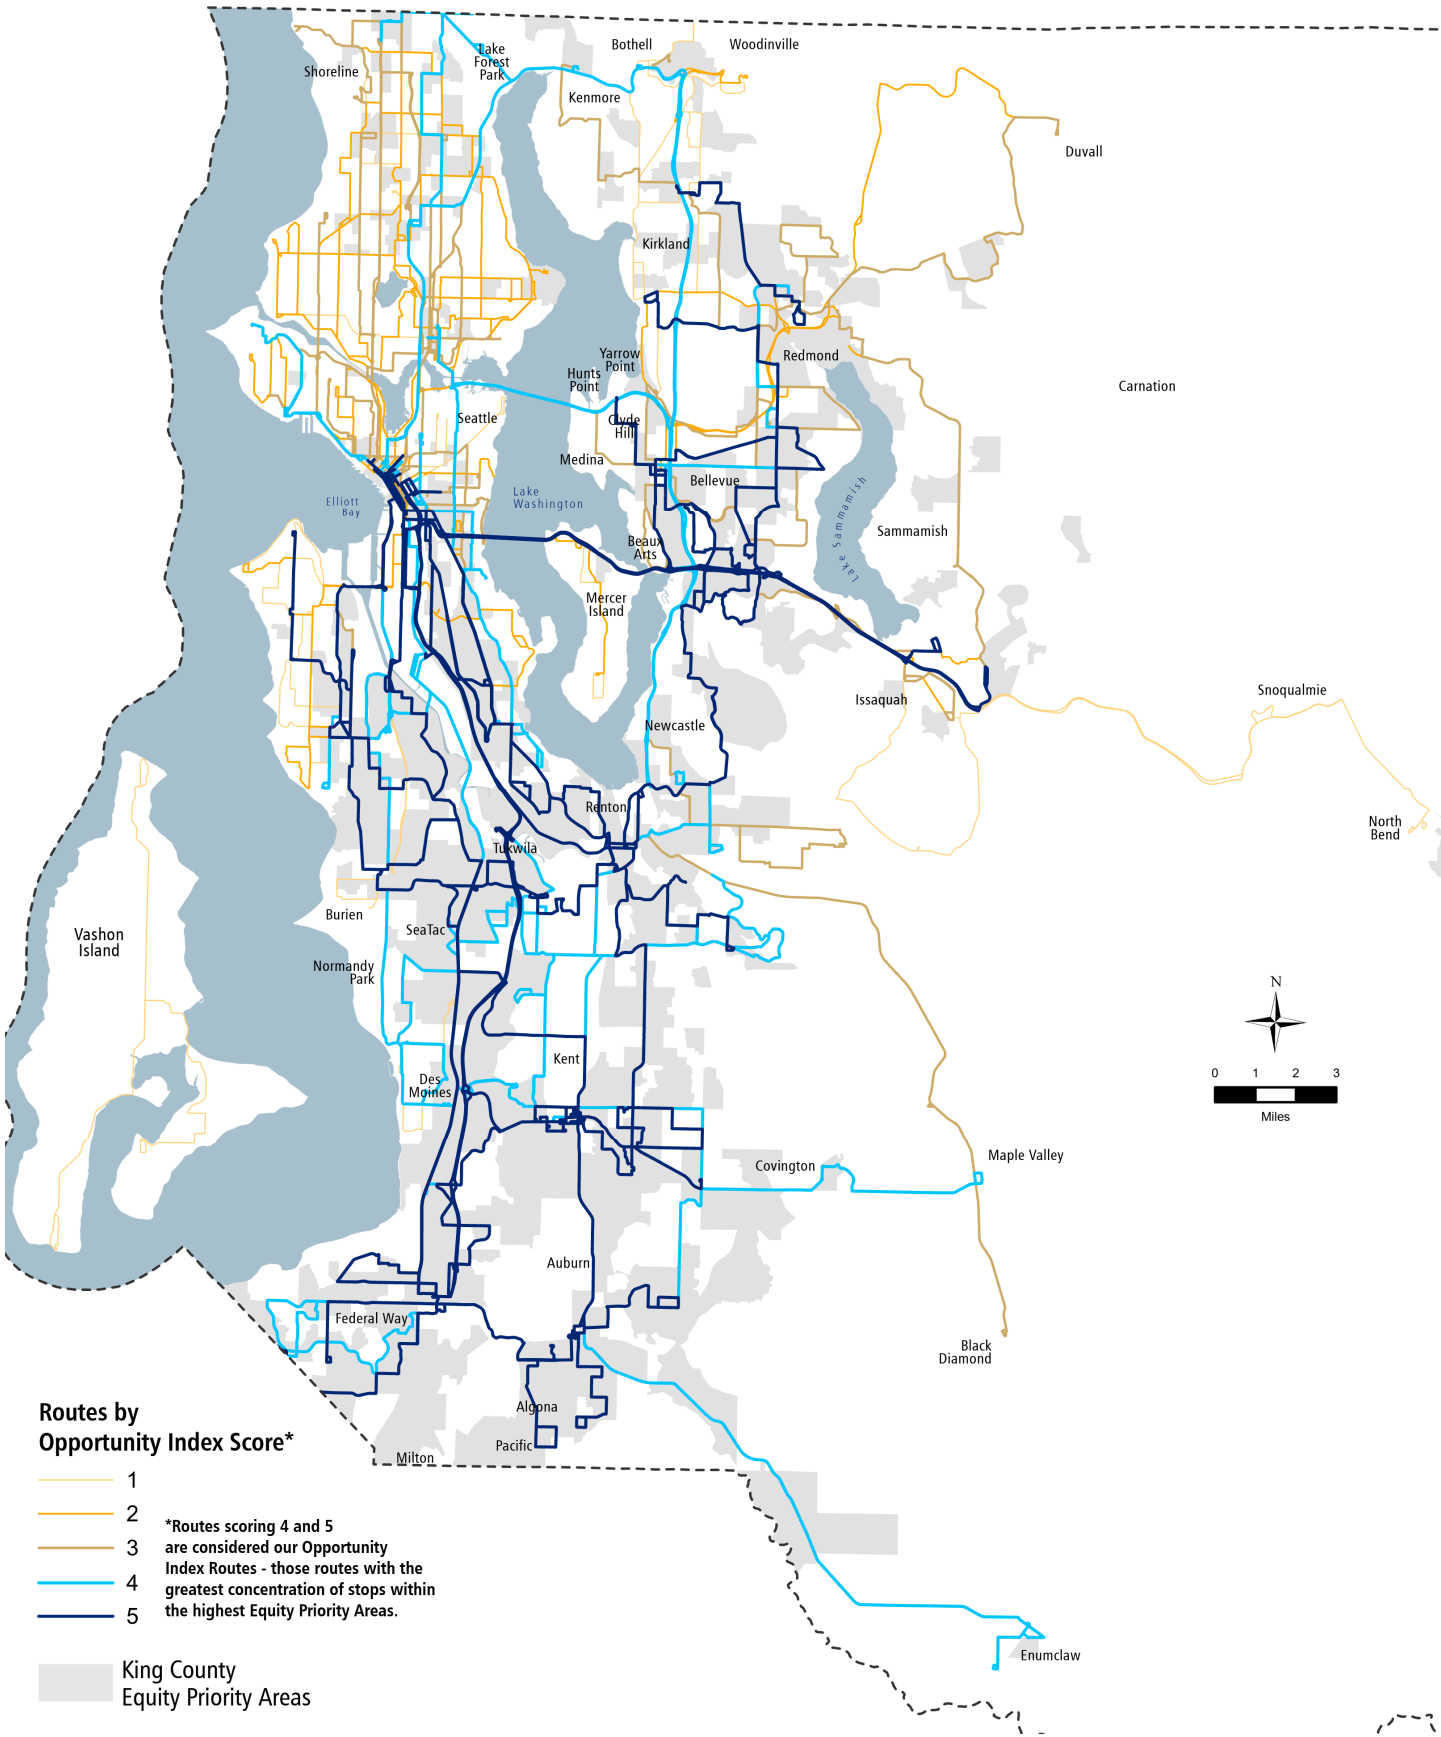 Lake
Forest
Park
Bothell
Woodinville
Shoreline
Kenmore
Duvall
Kirkland
Yarrow
Point
Redmond
Hunts
Point
Carnation
Seattle
Clyde
Hill
Medina
Bellevue
Lake
Washington
Elliott
Bay
Lake Sammamish
Sammamish
Beaux
Arts
Mercer
Island
Issaquah
Snoqualmie
Newcastle
Renton
North
Bend
Tukwila
Burien
SeaTac
Vashon
Island
Normandy
Park
N
Kent
Des
Moines
0 1 2 3
Miles
Covington
Maple Valley
Auburn
Federal Way
Black
Diamond
Algona
Pacific
Milton
Routes by
Opportunity Index Score*
1
2
3
4
5
*Routes scoring 4 and 5
are considered our Opportunity
Index Routes - those routes with the
greatest concentration of stops within
the highest Equity Priority Areas.
King County
Equity Priority Areas
Enumclaw